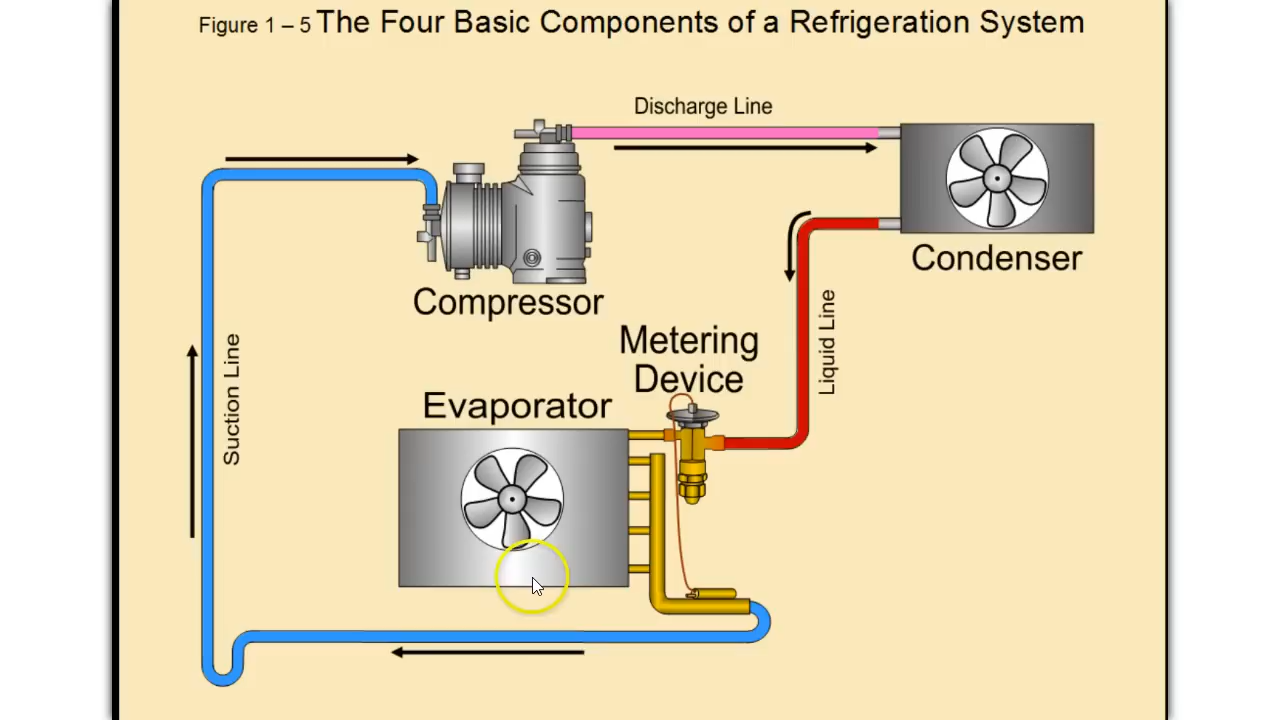 Figure 1 – 5 The Four Basic Components of a Refrigeration System
Discharge Line
Condenser
Compressor
Liquid Line
Metering
Device
Suction Line
Evaporator